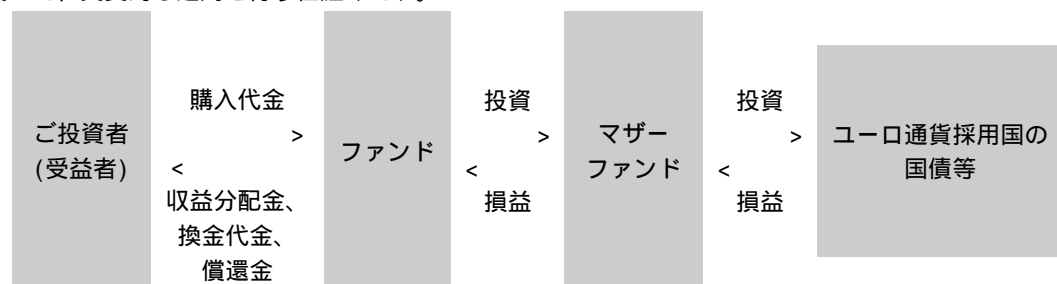 ご投資者
(受益者)
購入代金
>
<
収益分配金、
換金代金、
償還金
ファンド
投資
>
<
損益
マザー
ファンド
投資
>
<
損益
ユーロ通貨採用国の
国債等